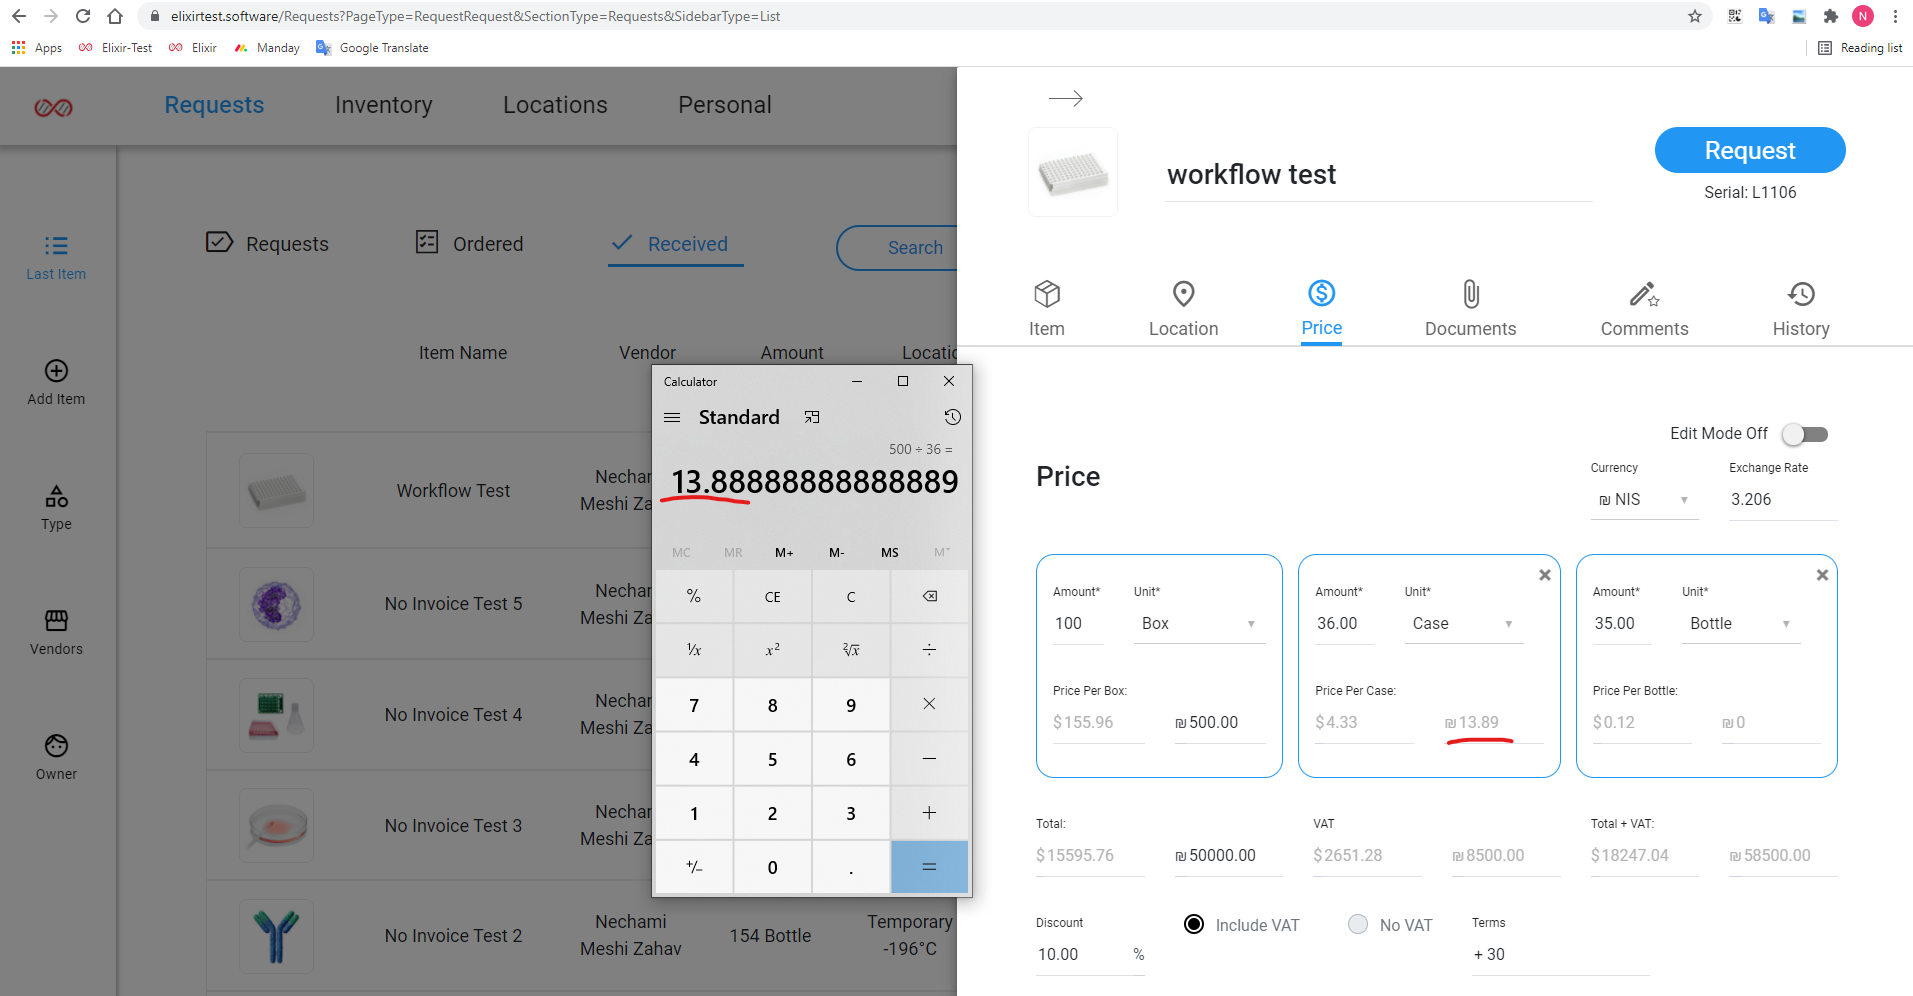 elixirtest.software/Requests?PageType=RequestRequest&SectionType=Requests&SidebarType=List
N
Apps
Elixir-Test
Elixir
Manday
Google Translate
Reading list
Requests
Inventory
Locations
Personal
Last Item
Add Item
Type
Vendors
Owner
Requests
Ordered
Received
Search
Item Name
Vendor
Amount
Locatio
Workflow Test
Necham
Meshi Za
No Invoice Test 5
Nechar
Meshi Za
No Invoice Test 4
Nechar
Meshi Za
No Invoice Test 3
Nechar
Meshi Za
No Invoice Test 2
Nechami
Meshi Zahav
154 Bottle
Temporary
-196°C
Calculator
Standard
500 ÷ 36 =
13.88888888888889
MC
MR
M+
M-
MS
M˅
%
CE
C
⌫
¹/x
x²
²√x
÷
7
8
9
×
4
5
6
−
1
2
3
+
+/−
0
.
=
workflow test
Request
Serial: L1106
Item
Location
Price
Documents
Comments
History
Edit Mode Off
Price
Currency
₪ NIS
Exchange Rate
3.206
Amount*
Unit*
100
Box
Price Per Box:
$155.96
₪500.00
Amount*
Unit*
36.00
Case
Price Per Case:
$4.33
₪13.89
Amount*
Unit*
35.00
Bottle
Price Per Bottle:
$0.12
₪0
Total:
$15595.76
₪50000.00
VAT
$2651.28
₪8500.00
Total + VAT:
$18247.04
₪58500.00
Discount
10.00 %
Include VAT
No VAT
Terms
+ 30